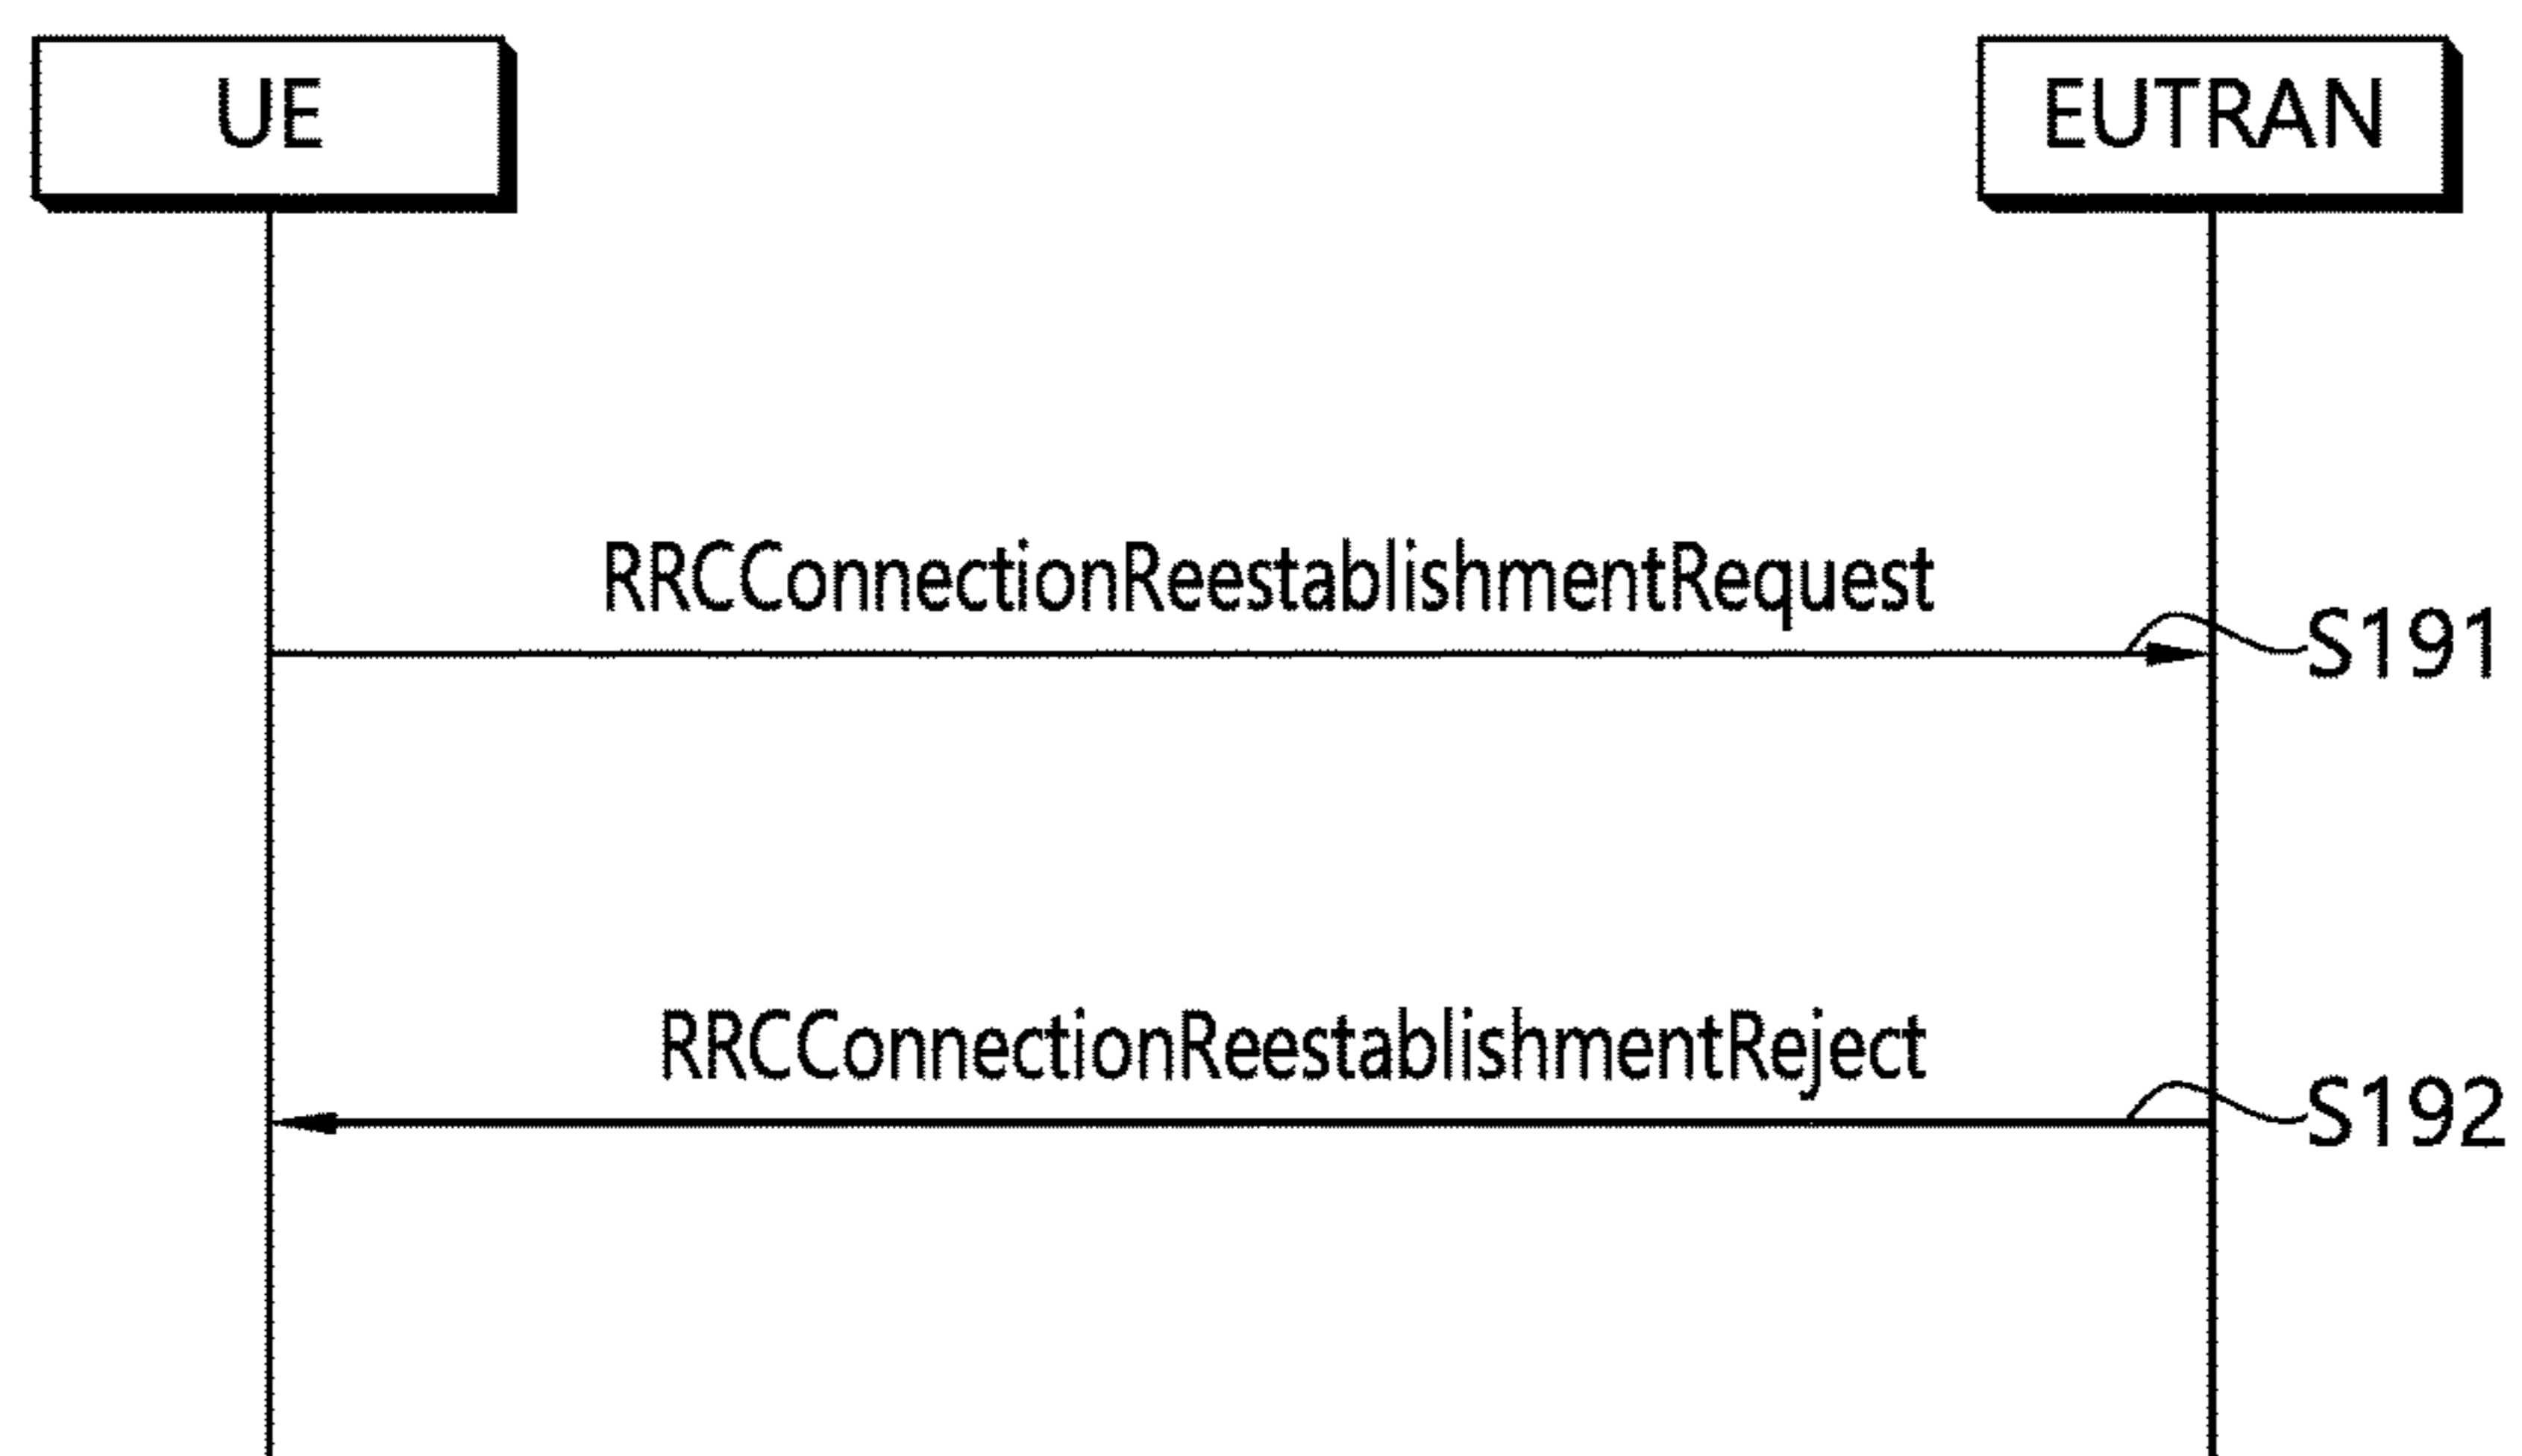 UE
EUTRAN
RRCConnectionReestablishmentRequest
S191
RRCConnectionReestablishmentReject
S192